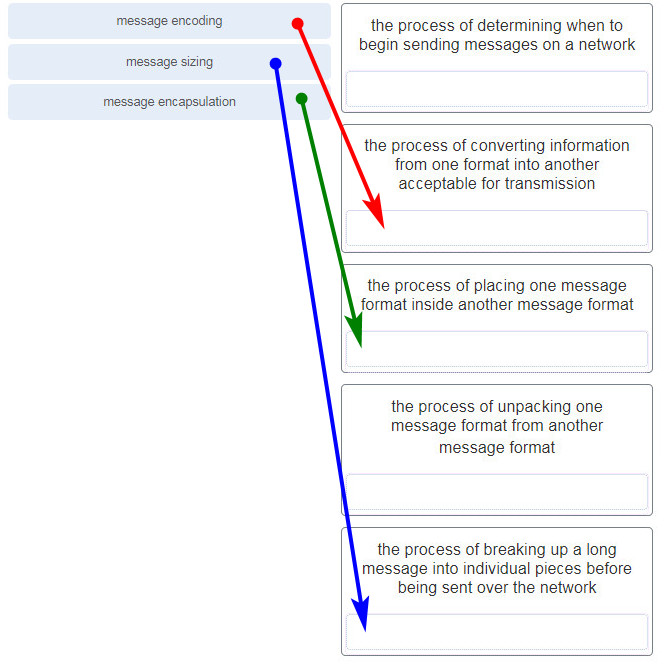 message encoding
message sizing
message encapsulation
the process of determining when to
begin sending messages on a network
the process of converting information
from one format into another
acceptable for transmission
the process of placing one message
format inside another message format
the process of unpacking one
message format from another
message format
the process of breaking up a long
message into individual pieces before
being sent over the network